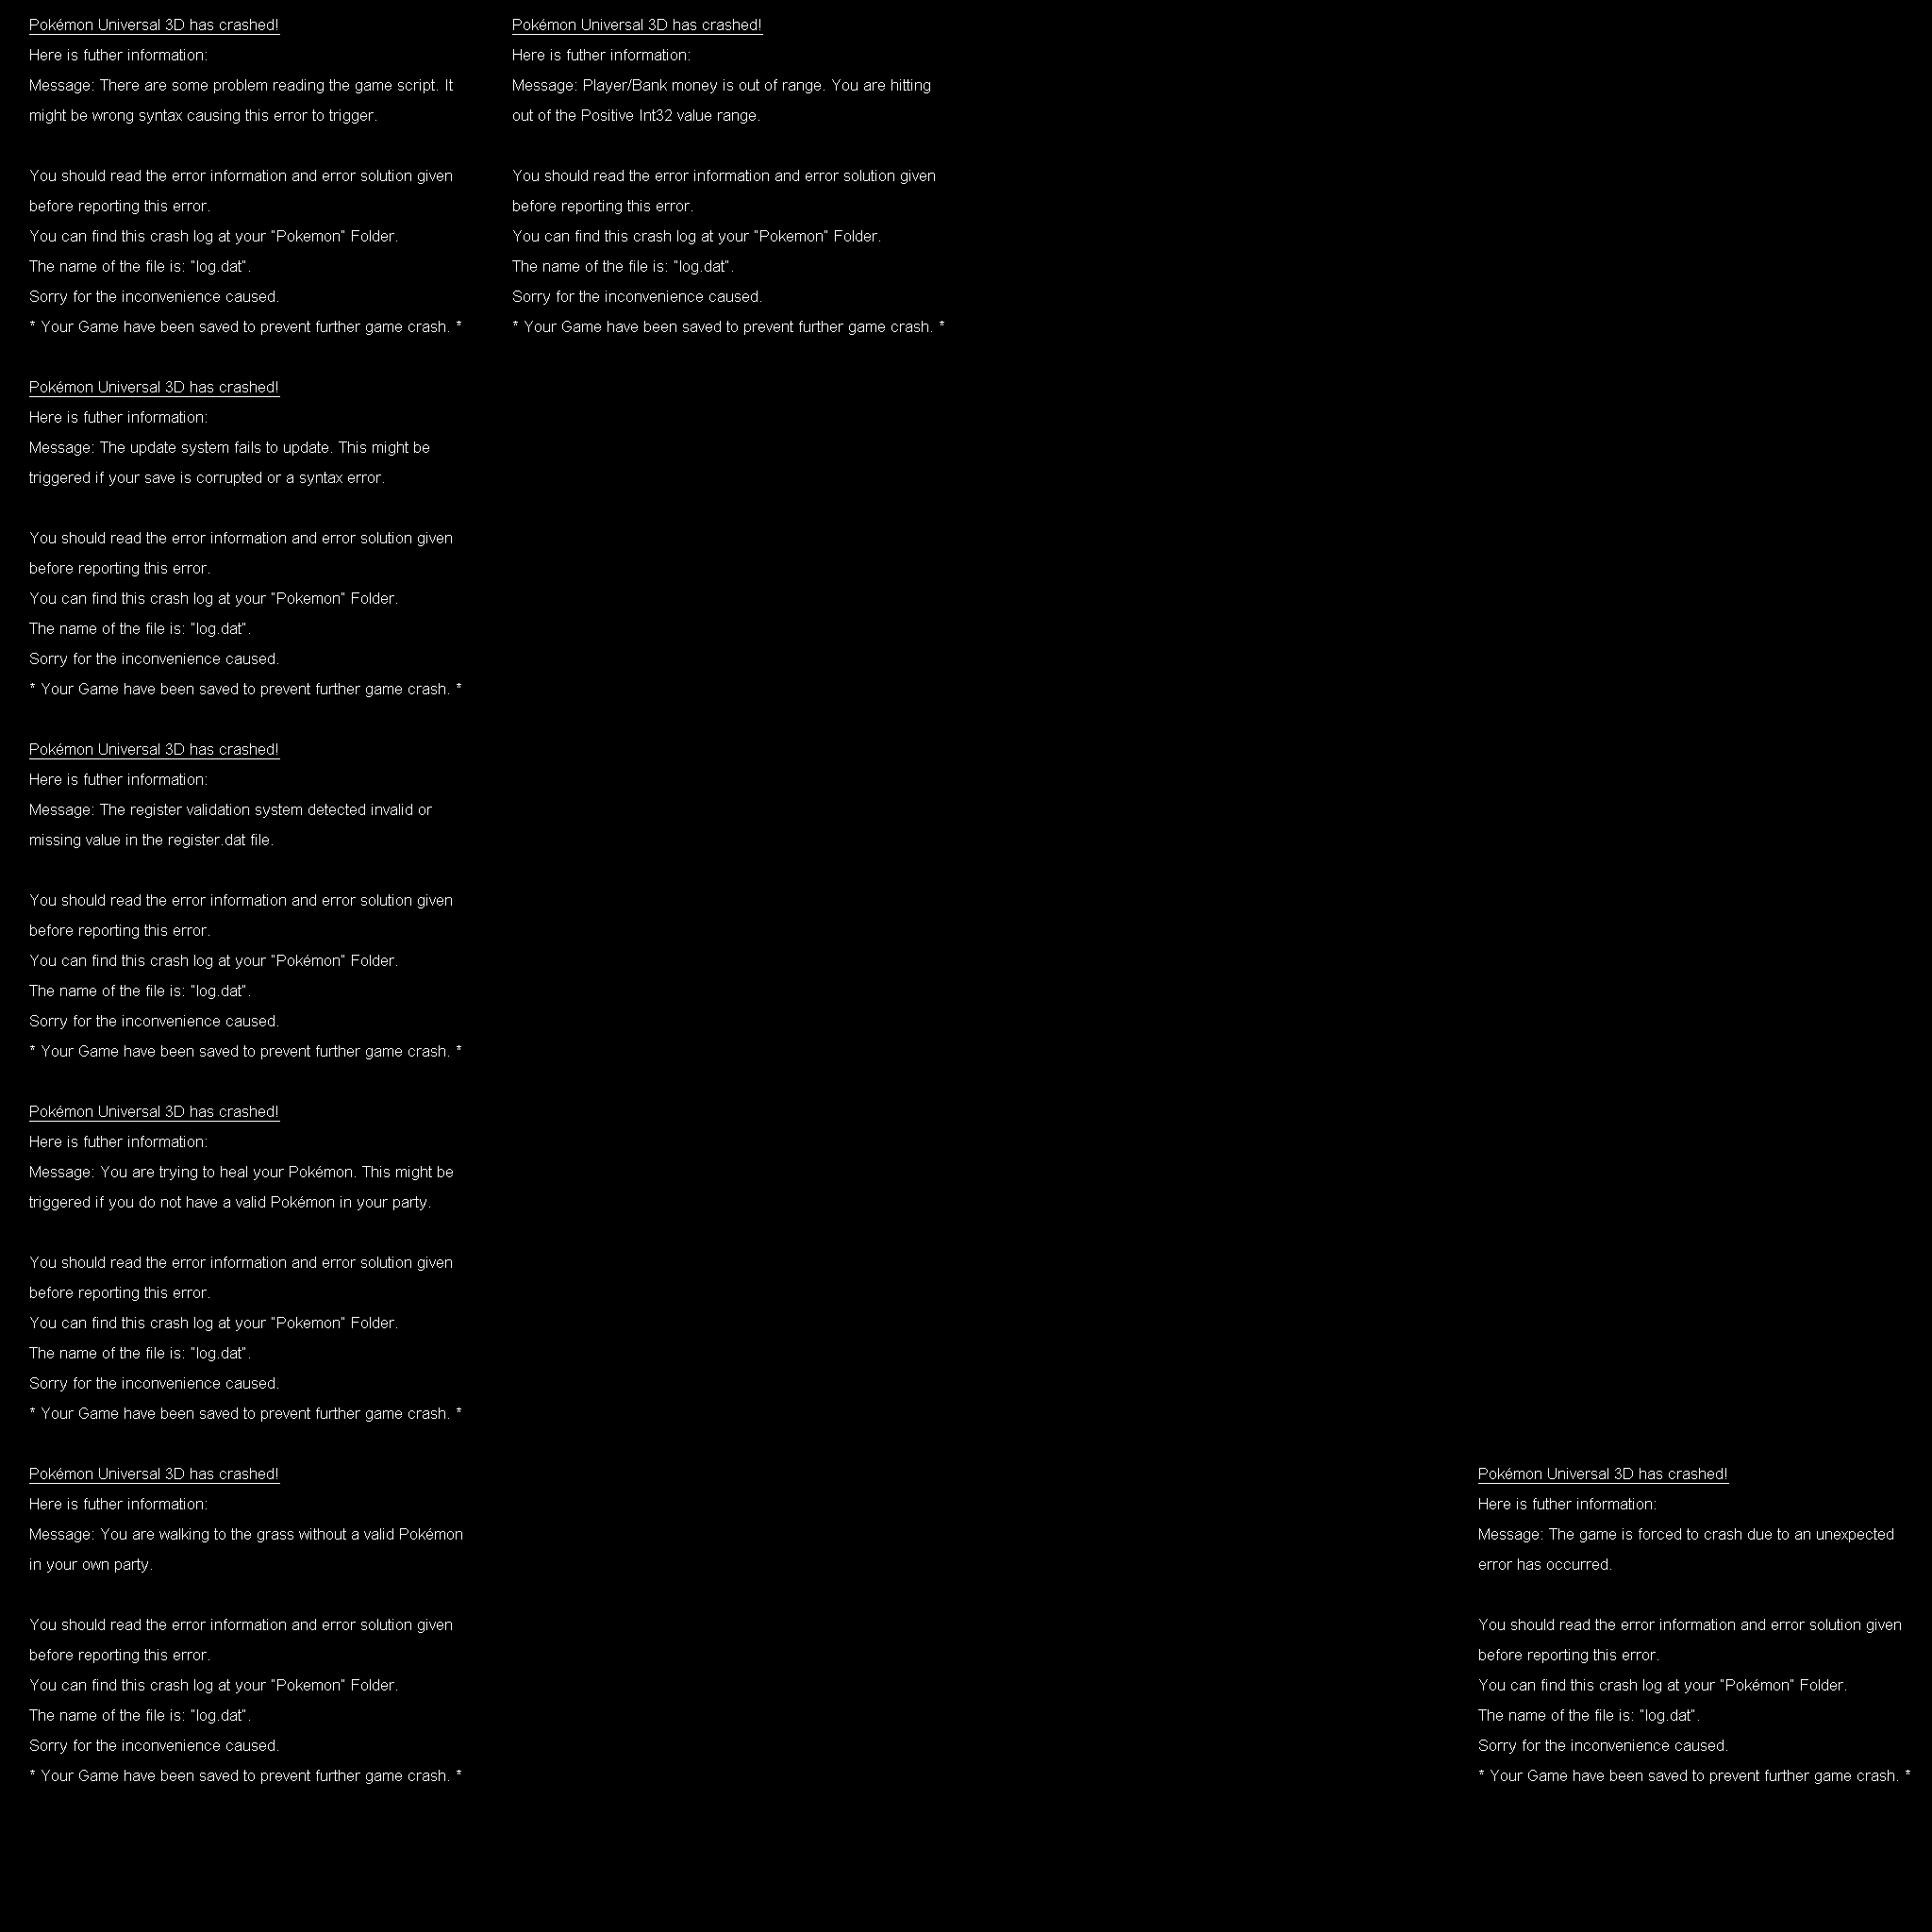 Pokémon Universal 3D has crashed!
Here is futher information:
Message: There are some problem reading the game script. It
might be wrong syntax causing this error to trigger.
You should read the error information and error solution given
before reporting this error.
You can find this crash log at your "Pokemon" Folder.
The name of the file is: "log.dat".
Sorry for the inconvenience caused.
* Your Game have been saved to prevent further game crash. *
Pokémon Universal 3D has crashed!
Here is futher information:
Message: Player/Bank money is out of range. You are hitting
out of the Positive Int32 value range.
You should read the error information and error solution given
before reporting this error.
You can find this crash log at your "Pokemon" Folder.
The name of the file is: "log.dat".
Sorry for the inconvenience caused.
* Your Game have been saved to prevent further game crash. *
Pokémon Universal 3D has crashed!
Here is futher information:
Message: The update system fails to update. This might be
triggered if your save is corrupted or a syntax error.
You should read the error information and error solution given
before reporting this error.
You can find this crash log at your "Pokemon" Folder.
The name of the file is: "log.dat".
Sorry for the inconvenience caused.
* Your Game have been saved to prevent further game crash. *
Pokémon Universal 3D has crashed!
Here is futher information:
Message: The register validation system detected invalid or
missing value in the register.dat file.
You should read the error information and error solution given
before reporting this error.
You can find this crash log at your "Pokémon" Folder.
The name of the file is: "log.dat".
Sorry for the inconvenience caused.
* Your Game have been saved to prevent further game crash. *
Pokémon Universal 3D has crashed!
Here is futher information:
Message: You are trying to heal your Pokémon. This might be
triggered if you do not have a valid Pokémon in your party.
You should read the error information and error solution given
before reporting this error.
You can find this crash log at your "Pokemon" Folder.
The name of the file is: "log.dat".
Sorry for the inconvenience caused.
* Your Game have been saved to prevent further game crash. *
Pokémon Universal 3D has crashed!
Here is futher information:
Message: You are walking to the grass without a valid Pokémon
in your own party.
You should read the error information and error solution given
before reporting this error.
You can find this crash log at your "Pokemon" Folder.
The name of the file is: "log.dat".
Sorry for the inconvenience caused.
* Your Game have been saved to prevent further game crash. *
Pokémon Universal 3D has crashed!
Here is futher information:
Message: The game is forced to crash due to an unexpected
error has occurred.
You should read the error information and error solution given
before reporting this error.
You can find this crash log at your "Pokémon" Folder.
The name of the file is: "log.dat".
Sorry for the inconvenience caused.
* Your Game have been saved to prevent further game crash. *